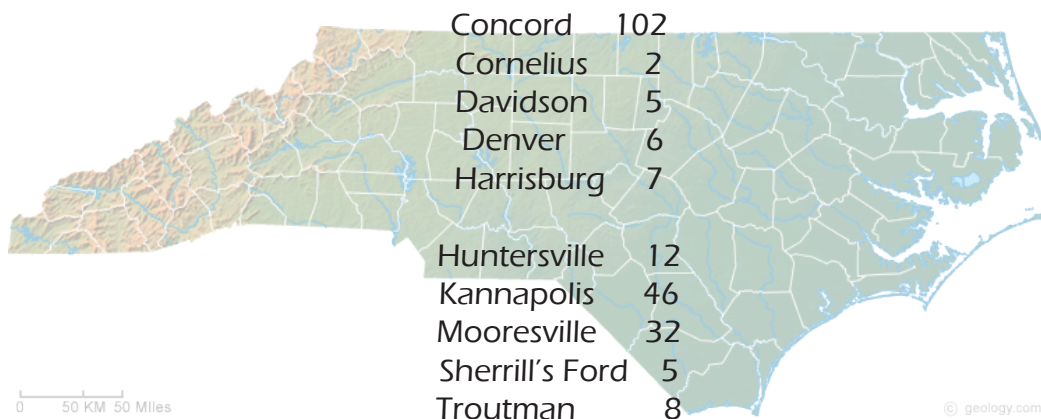 Concord 102
Cornelius 2
Davidson 5
Denver 6
Harrisburg 7
Huntersville 12
Kannapolis 46
Mooresville 32
Sherrill's Ford 5
Troutman 8
0 50 KM 50 Miles
© geology.com